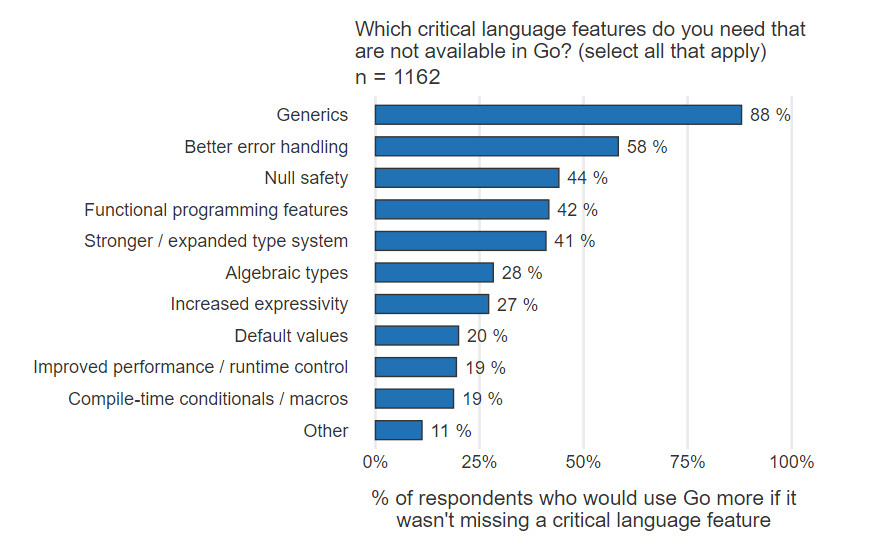 Which critical language features do you need that
are not available in Go? (select all that apply)
n = 1162
Generics 88 %
Better error handling 58 %
Null safety 44 %
Functional programming features 42 %
Stronger / expanded type system 41 %
Algebraic types 28 %
Increased expressivity 27 %
Default values 20 %
Improved performance / runtime control 19 %
Compile-time conditionals / macros 19 %
Other 11 %
0% 25% 50% 75% 100%
% of respondents who would use Go more if it
wasn't missing a critical language feature